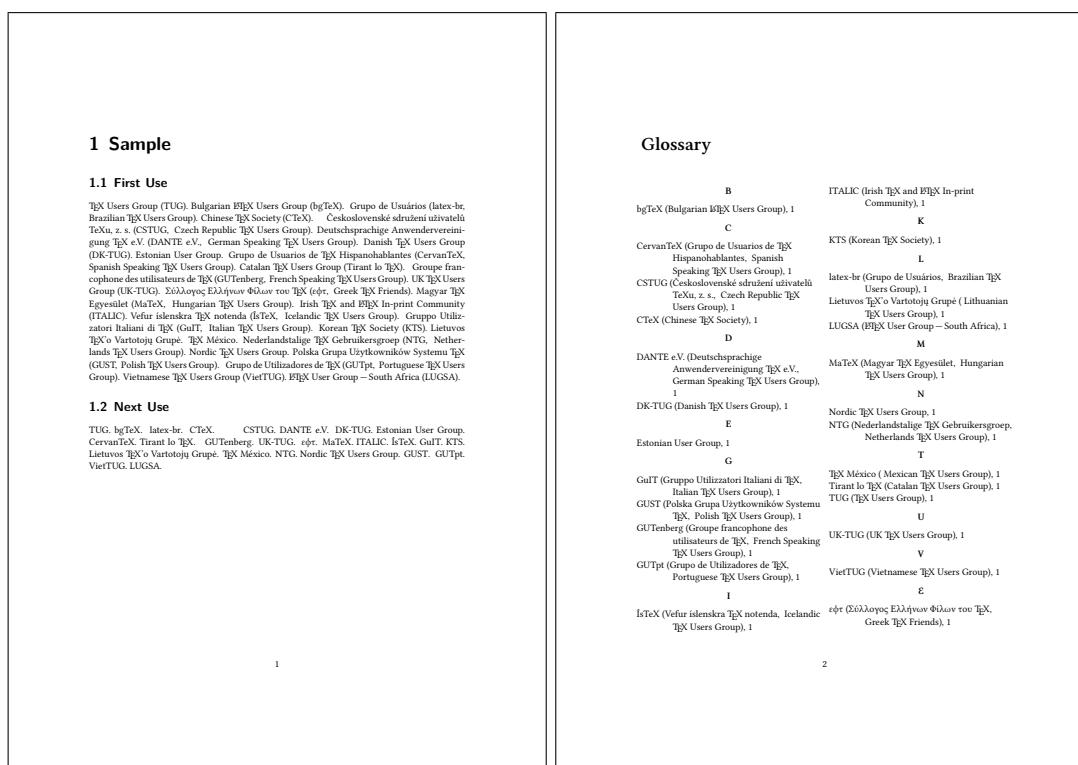 1 Sample
1.1 First Use
TEX Users Group (TUG). Bulgarian LATEX Users Group (bgTeX). Grupo de Usuários (latex-br,
Brazilian TEX Users Group). Chinese TEX Society (CTeX). Československé sdružení uživatelů
TeXu, z. s. (CSTUG, Czech Republic TEX Users Group). Deutschsprachige Anwendervereini-
gung TEX e.V. (DANTE e.V., German Speaking TEX Users Group). Danish TEX Users Group
(DK-TUG). Estonian User Group. Grupo de Usuarios de TEX Hispanohablantes (CervanTeX,
Spanish Speaking TEX Users Group). Catalan TEX Users Group (Tirant lo TEX). Groupe fran-
cophone des utilisateurs de TEX (GUTenberg, French Speaking TEX Users Group). UK TEX Users
Group (UK-TUG). Σύλλογος Ελλήνων Φίλων του TEX (εφτ, Greek TEX Friends). Magyar TEX
Egyesület (MaTeX, Hungarian TEX Users Group). Irish TEX and LATEX In-print Community
(ITALIC). Vefur íslenskra TEX notenda (ÍsTeX, Icelandic TEX Users Group). Gruppo Utiliz-
zatori Italiani di TEX (GuIT, Italian TEX Users Group). Korean TEX Society (KTS). Lietuvos
TEX'o Vartotojų Grupė. TEX México. Nederlandstalige TEX Gebruikersgroep (NTG, Nether-
lands TEX Users Group). Nordic TEX Users Group. Polska Grupa Użytkowników Systemu TEX
(GUST, Polish TEX Users Group). Grupo de Utilizadores de TEX (GUTpt, Portuguese TEX Users
Group). Vietnamese TEX Users Group (VietTUG). LATEX User Group – South Africa (LUGSA).
1.2 Next Use
TUG. bgTeX. latex-br. CTeX. CSTUG. DANTE e.V. DK-TUG. Estonian User Group.
CervanTeX. Tirant lo TEX. GUTenberg. UK-TUG. εφτ. MaTeX. ITALIC. ÍsTeX. GuIT. KTS.
Lietuvos TEX'o Vartotojų Grupė. TEX México. NTG. Nordic TEX Users Group. GUST. GUTpt.
VietTUG. LUGSA.
1
Glossary
B
bgTeX (Bulgarian LATEX Users Group), 1
C
CervanTeX (Grupo de Usuarios de TEX
Hispanohablantes, Spanish
Speaking TEX Users Group), 1
CSTUG (Československé sdružení uživatelů
TeXu, z. s., Czech Republic TEX
Users Group), 1
CTeX (Chinese TEX Society), 1
D
DANTE e.V. (Deutschsprachige
Anwendervereinigung TEX e.V.,
German Speaking TEX Users Group),
1
DK-TUG (Danish TEX Users Group), 1
E
Estonian User Group, 1
G
GuIT (Gruppo Utilizzatori Italiani di TEX,
Italian TEX Users Group), 1
GUST (Polska Grupa Użytkowników Systemu
TEX, Polish TEX Users Group), 1
GUTenberg (Groupe francophone des
utilisateurs de TEX, French Speaking
TEX Users Group), 1
GUTpt (Grupo de Utilizadores de TEX,
Portuguese TEX Users Group), 1
I
ÍsTeX (Vefur íslenskra TEX notenda, Icelandic
TEX Users Group), 1
ITALIC (Irish TEX and LATEX In-print
Community), 1
K
KTS (Korean TEX Society), 1
L
latex-br (Grupo de Usuários, Brazilian TEX
Users Group), 1
Lietuvos TEX'o Vartotojų Grupė ( Lithuanian
TEX Users Group), 1
LUGSA (LATEX User Group – South Africa), 1
M
MaTeX (Magyar TEX Egyesület, Hungarian
TEX Users Group), 1
N
Nordic TEX Users Group, 1
NTG (Nederlandstalige TEX Gebruikersgroep,
Netherlands TEX Users Group), 1
T
TEX México ( Mexican TEX Users Group), 1
Tirant lo TEX (Catalan TEX Users Group), 1
TUG (TEX Users Group), 1
U
UK-TUG (UK TEX Users Group), 1
V
VietTUG (Vietnamese TEX Users Group), 1
ε
εφτ (Σύλλογος Ελλήνων Φίλων του TEX,
Greek TEX Friends), 1
2